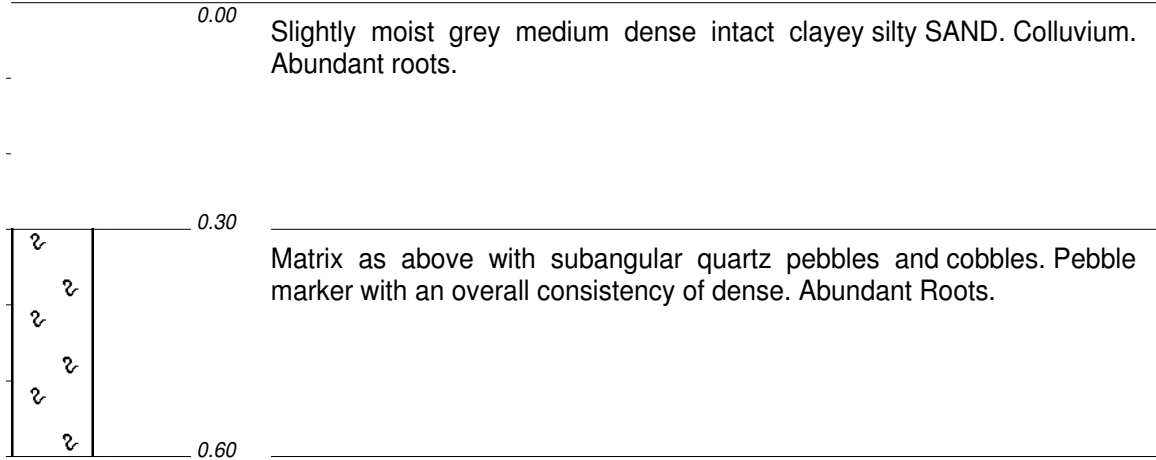 0.00
Slightly moist grey medium dense intact clayey silty SAND. Colluvium.
Abundant roots.
0.30
Matrix as above with subangular quartz pebbles and cobbles. Pebble
marker with an overall consistency of dense. Abundant Roots.
0.60